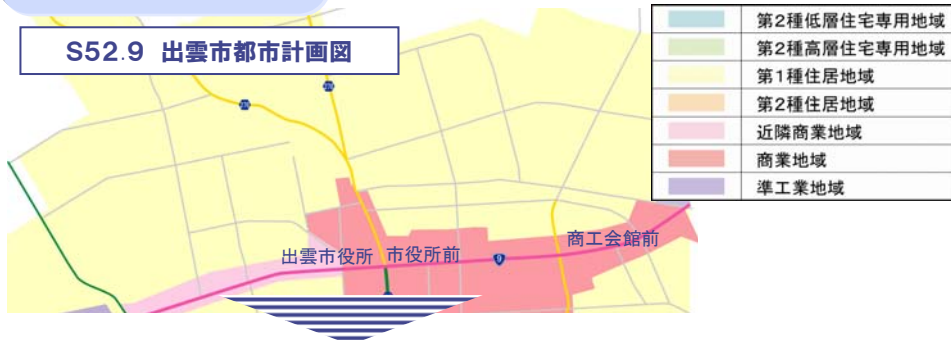 S52.9 出雲市都市計画図
第2種低層住宅専用地域
第2種高層住宅専用地域
第1種住居地域
第2種住居地域
近隣商業地域
商業地域
準工業地域
商工会館前
出雲市役所 市役所前
9